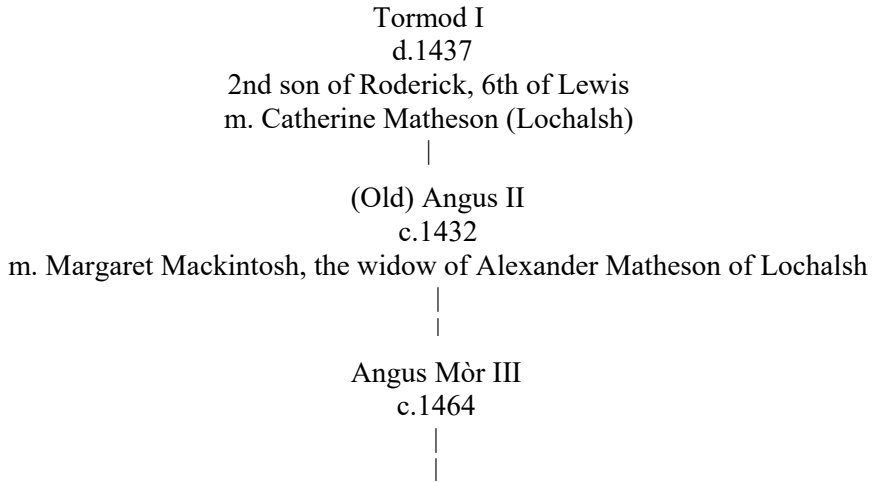 Tormod I
d.1437
2nd son of Roderick, 6th of Lewis
m. Catherine Matheson (Lochalsh)
|
(Old) Angus II
c.1432
m. Margaret Mackintosh, the widow of Alexander Matheson of Lochalsh
|
|
Angus Mòr III
c.1464
|
|